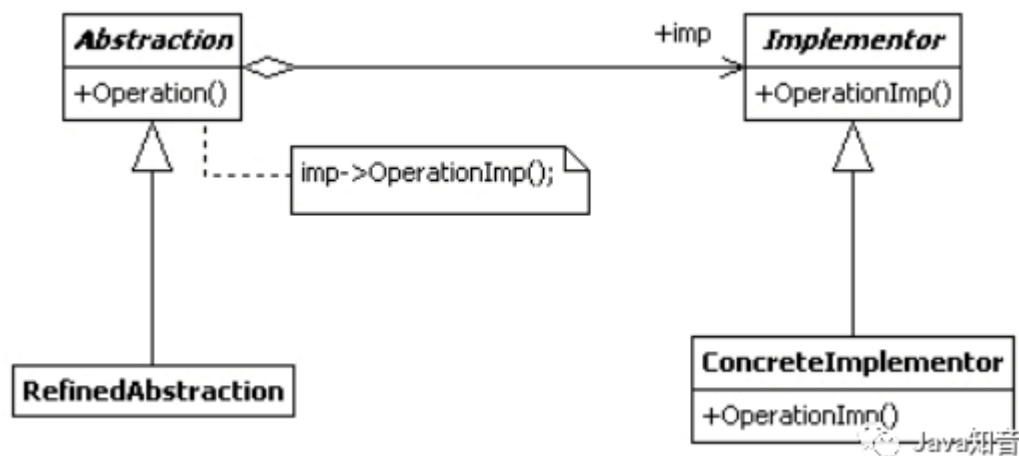 Abstraction
+Operation()
+imp
Implementor
+OperationImp()
imp->OperationImp();
RefinedAbstraction
ConcreteImplementor
+OperationImp()
Java知音